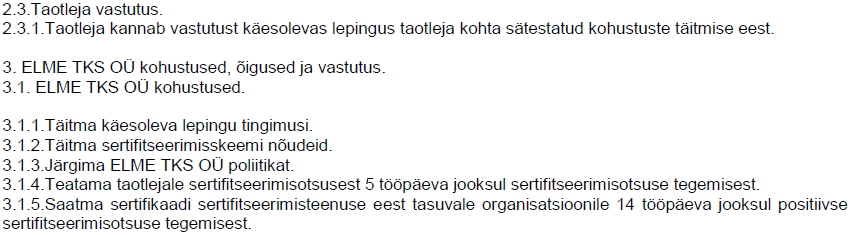 2.3.Taotleja vastutus.
2.3.1.Taotleja kannab vastutust käesolevas lepingus taotleja kohta sätestatud kohustuste täitmise eest.
3. ELME TKS OÜ kohustused, õigused ja vastutus.
3.1. ELME TKS OÜ kohustused.
3.1.1.Täitma käesoleva lepingu tingimusi.
3.1.2.Täitma sertifitseerimisskeemi nõudeid.
3.1.3.Järgima ELME TKS OÜ poliitikat.
3.1.4.Teatama taotlejale sertifitseerimisotsusest 5 tööpäeva jooksul sertifitseerimisotsuse tegemisest.
3.1.5.Saatma sertifikaadi sertifitseerimisteenuse eest tasuvale organisatsioonile 14 tööpäeva jooksul positiivse
sertifitseerimisotsuse tegemisest.